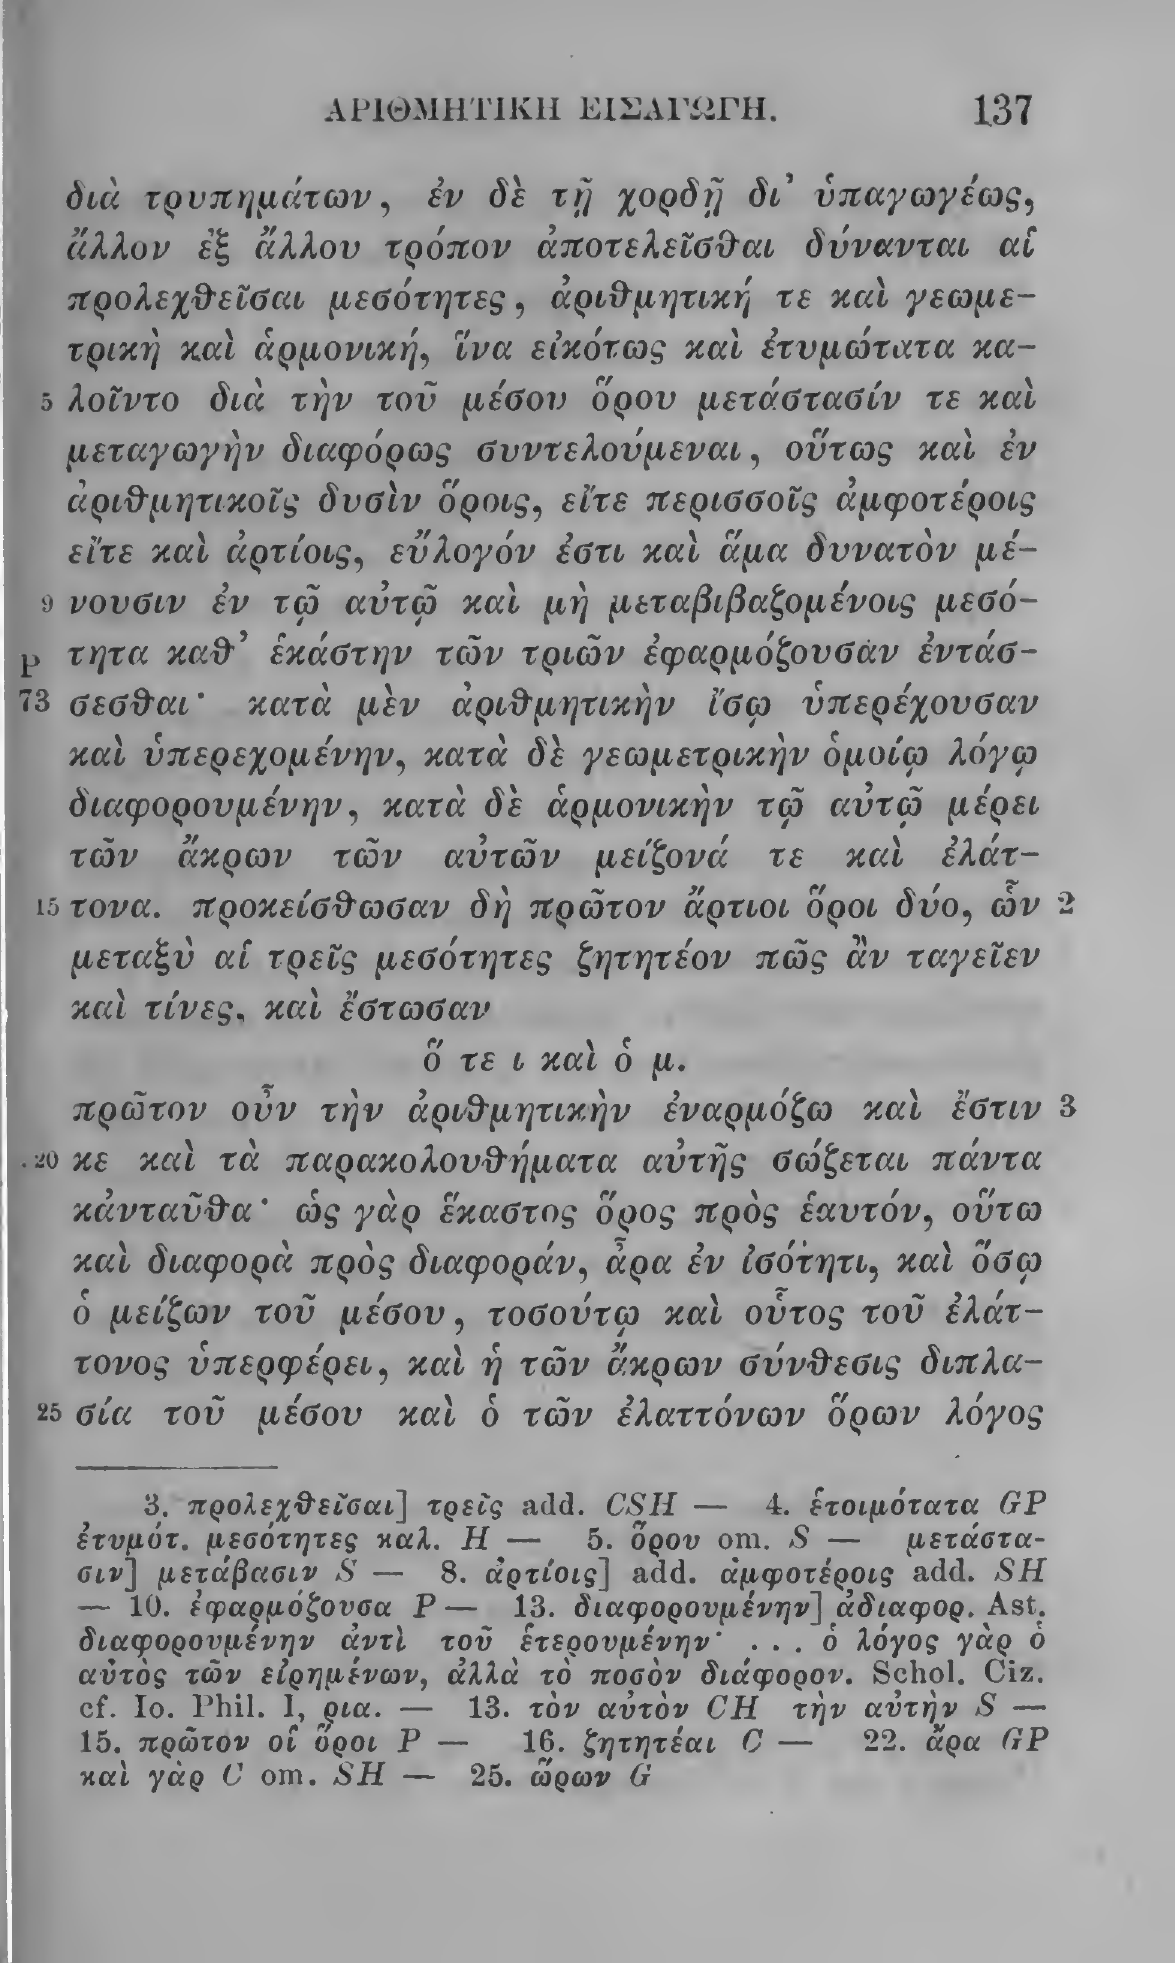 ΑΡΙΘΜΗΤΙΚΗ ΕΙΣΑΓΩΓΗ. 137
διὰ τρυπημάτων, ἐν δὲ τῇ χορδῇ δι᾽ ὑπαγωγέως,
ἄλλον ἐξ ἄλλου τρόπον ἀποτελεῖσθαι δύνανται αἱ
προλεχθεῖσαι μεσότητες, ἀριθμητική τε καὶ γεωμε-
τρικὴ καὶ ἁρμονική, ἵνα εἰκότως καὶ ἐτυμώτατα κα-
5 λοῖντο διὰ τὴν τοῦ μέσου ὅρου μετάστασίν τε καὶ
μεταγωγὴν διαφόρως συντελούμεναι, οὕτως καὶ ἐν
ἀριθμητικοῖς δυσὶν ὅροις, εἴτε περισσοῖς ἀμφοτέροις
εἴτε καὶ ἀρτίοις, εὔλογόν ἐστι καὶ ἅμα δυνατὸν μέ-
9 νουσιν ἐν τῷ αὐτῷ καὶ μὴ μεταβιβαζομένοις μεσό-
p τητα καθ᾽ ἑκάστην τῶν τριῶν ἐφαρμόζουσαν ἐντάσ-
73 σεσθαι· κατὰ μὲν ἀριθμητικὴν ἴσῳ ὑπερέχουσαν
καὶ ὑπερεχομένην, κατὰ δὲ γεωμετρικὴν ὁμοίῳ λόγῳ
διαφορουμένην, κατὰ δὲ ἁρμονικὴν τῷ αὐτῷ μέρει
τῶν ἄκρων τῶν αὐτῶν μείζονά τε καὶ ἐλάτ-
15 τονα. προκείσθωσαν δὴ πρῶτον ἄρτιοι ὅροι δύο, ὧν 2
μεταξὺ αἱ τρεῖς μεσότητες ζητητέον πῶς ἂν ταγεῖεν
καὶ τίνες, καὶ ἔστωσαν
ὅ τε ι καὶ ὁ μ.
πρῶτον οὖν τὴν ἀριθμητικὴν ἐναρμόζω καὶ ἔστιν 3
20 κε καὶ τὰ παρακολουθήματα αὐτῆς σώζεται πάντα
κἀνταῦθα· ὡς γὰρ ἕκαστος ὅρος πρὸς ἑαυτόν, οὕτω
καὶ διαφορὰ πρὸς διαφοράν, ἆρα ἐν ἰσότητι, καὶ ὅσῳ
ὁ μείζων τοῦ μέσου, τοσούτῳ καὶ οὗτος τοῦ ἐλάτ-
τονος ὑπερφέρει, καὶ ἡ τῶν ἄκρων σύνθεσις διπλα-
25 σία τοῦ μέσου καὶ ὁ τῶν ἐλαττόνων ὅρων λόγος
3. προλεχθεῖσαι] τρεῖς add. CSH — 4. ἑτοιμότατα GP
ἐτυμότ. μεσότητες καλ. H — 5. ὅρου om. S — μετάστα-
σιν] μετάβασιν S — 8. ἀρτίοις] add. ἀμφοτέροις add. SH
— 10. ἐφαρμόζουσα P — 13. διαφορουμένην] ἀδιαφορ. Ast.
διαφορουμένην ἀντὶ τοῦ ἑτερουμένην· . . . ὁ λόγος γὰρ ὁ
αὐτὸς τῶν εἰρημένων, ἀλλὰ τὸ ποσὸν διάφορον. Schol. Ciz.
cf. Io. Phil. I, ρια. — 13. τὸν αὐτὸν CH τὴν αὐτὴν S —
15. πρῶτον οἱ ὅροι P — 16. ζητητέαι C — 22. ἄρα GP
καὶ γὰρ C om. SH — 25. ὥρων G